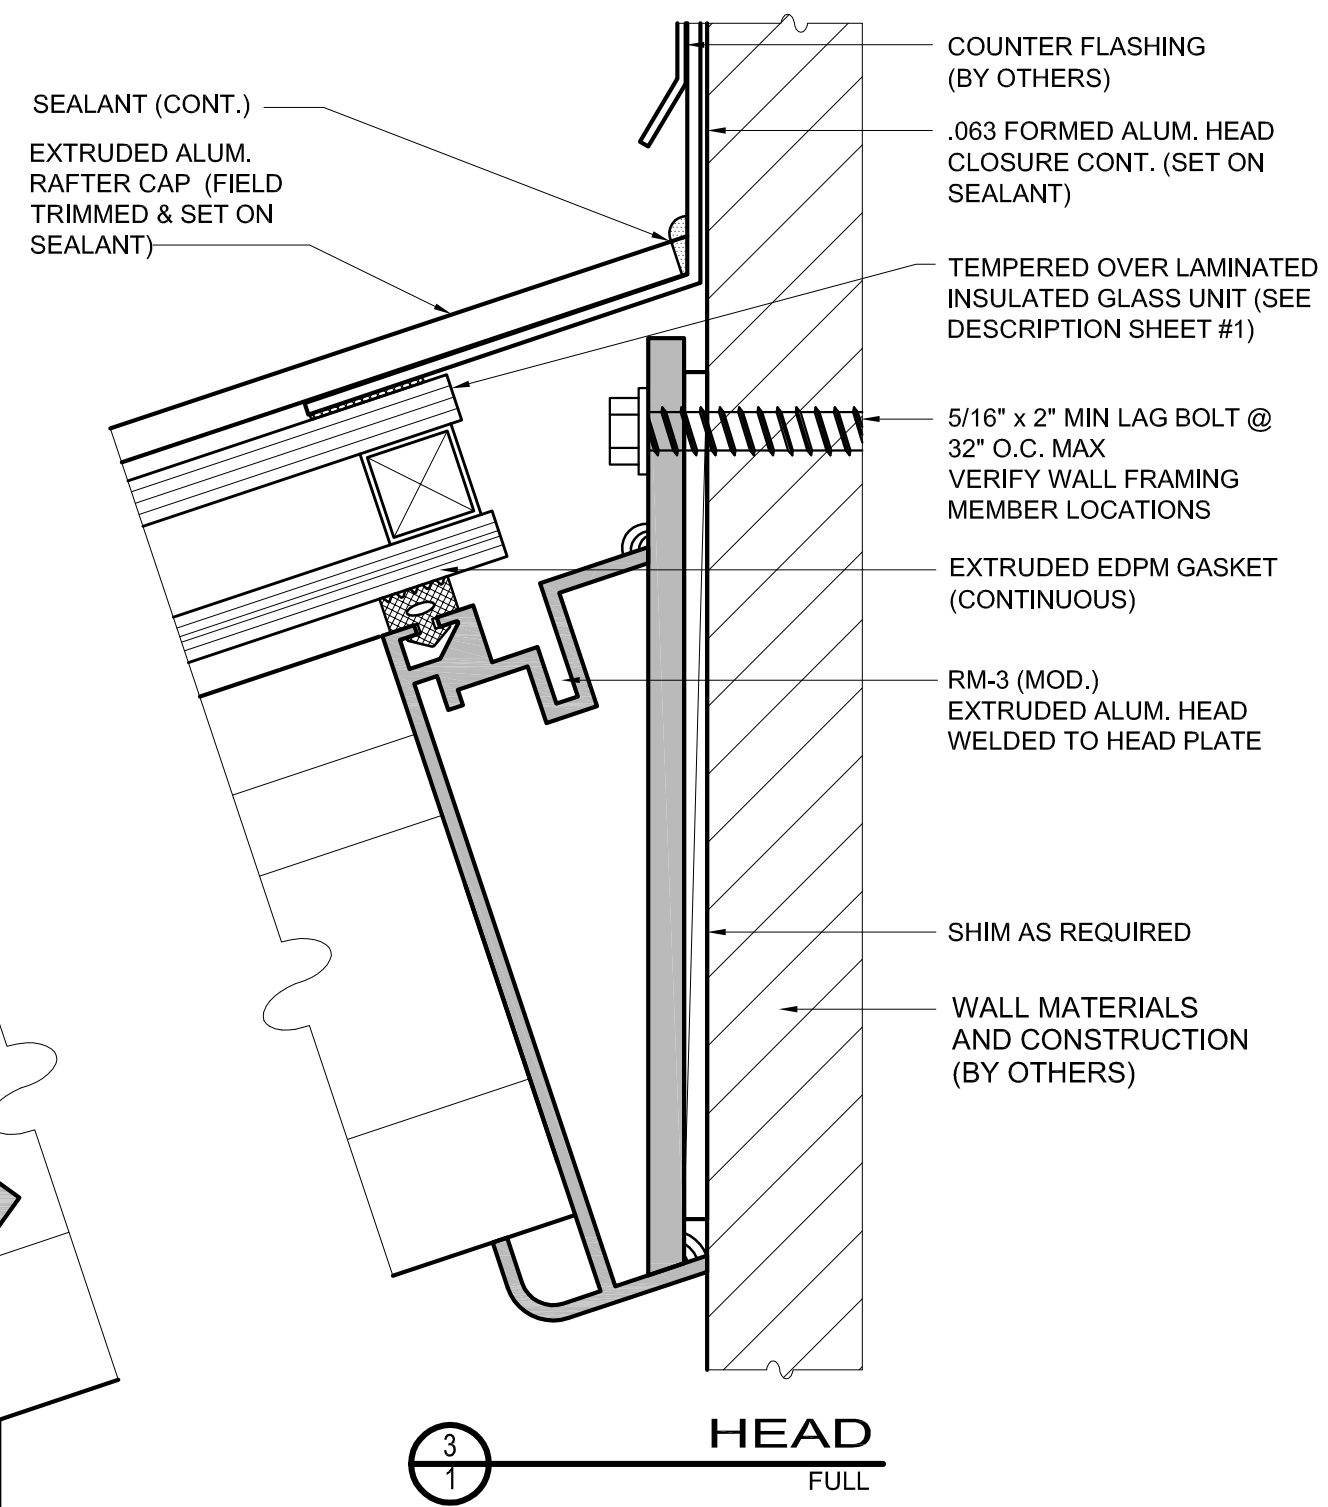 SEALANT (CONT.)
EXTRUDED ALUM.
RAFTER CAP (FIELD
TRIMMED & SET ON
SEALANT)
COUNTER FLASHING
(BY OTHERS)
.063 FORMED ALUM. HEAD
CLOSURE CONT. (SET ON
SEALANT)
TEMPERED OVER LAMINATED
INSULATED GLASS UNIT (SEE
DESCRIPTION SHEET #1)
5/16" x 2" MIN LAG BOLT @
32" O.C. MAX
VERIFY WALL FRAMING
MEMBER LOCATIONS
EXTRUDED EDPM GASKET
(CONTINUOUS)
RM-3 (MOD.)
EXTRUDED ALUM. HEAD
WELDED TO HEAD PLATE
SHIM AS REQUIRED
WALL MATERIALS
AND CONSTRUCTION
(BY OTHERS)
3
1
HEAD
FULL